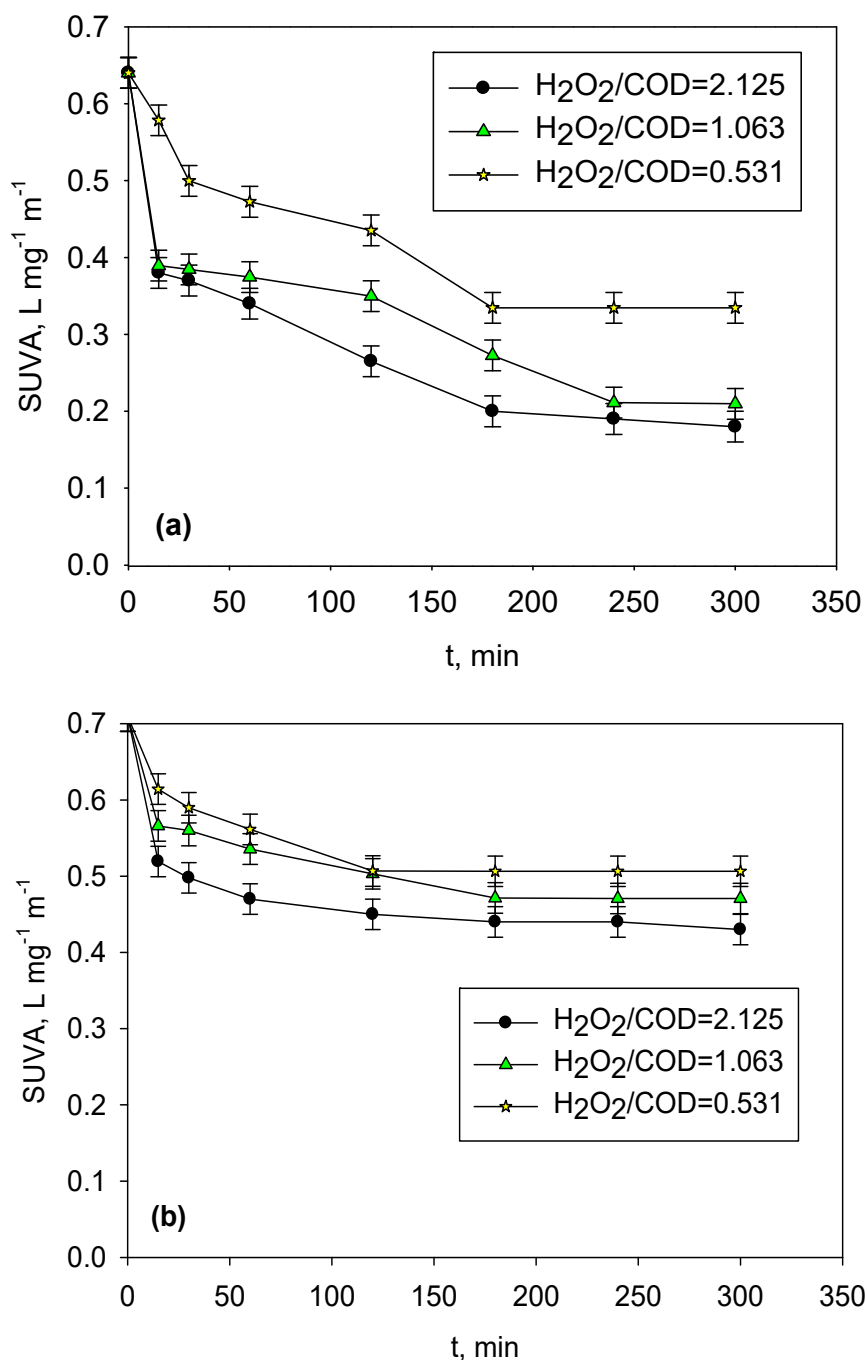 0.7
0.6
0.5
0.4
0.3
0.2
0.1
0.0
SUVA, L mg⁻¹ m⁻¹
H₂O₂/COD=2.125
H₂O₂/COD=1.063
H₂O₂/COD=0.531
(a)
0 50 100 150 200 250 300 350
t, min
0.7
0.6
0.5
0.4
0.3
0.2
0.1
0.0
SUVA, L mg⁻¹ m⁻¹
H₂O₂/COD=2.125
H₂O₂/COD=1.063
H₂O₂/COD=0.531
(b)
0 50 100 150 200 250 300 350
t, min